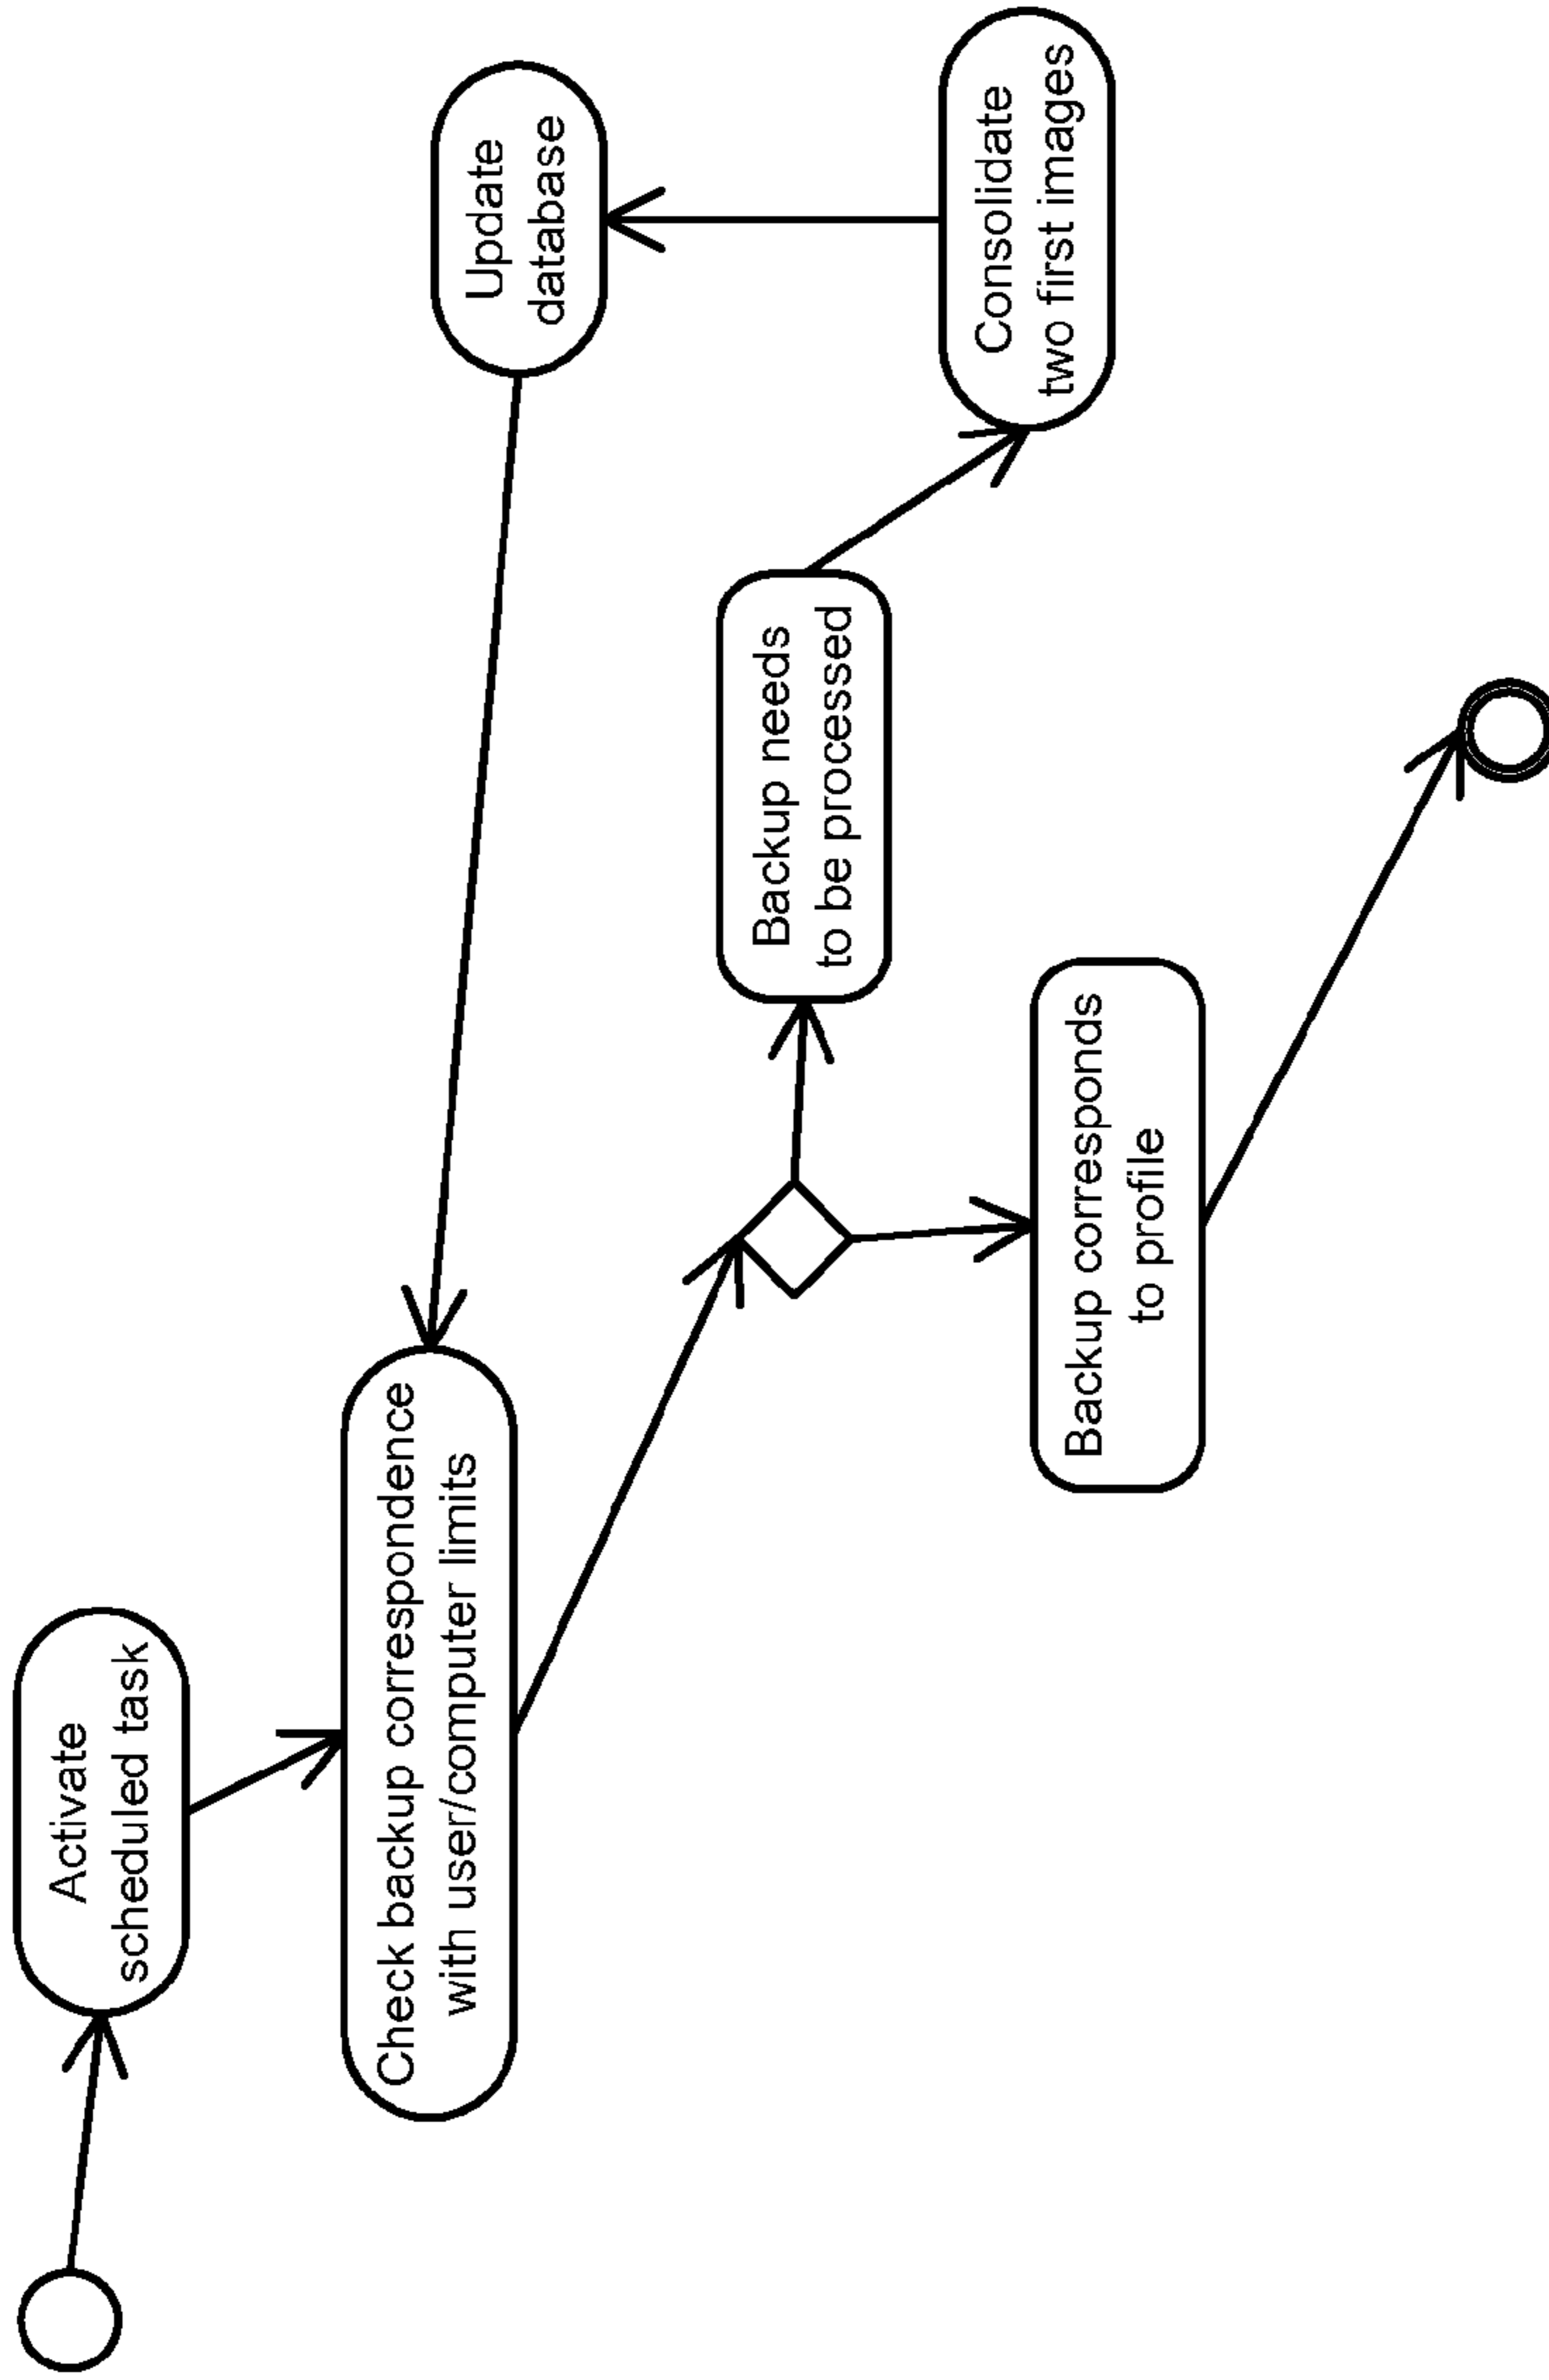 Activate
scheduled task
Check backup correspondence
with user/computer limits
Update
database
Backup needs
to be processed
Consolidate
two first images
Backup corresponds
to profile